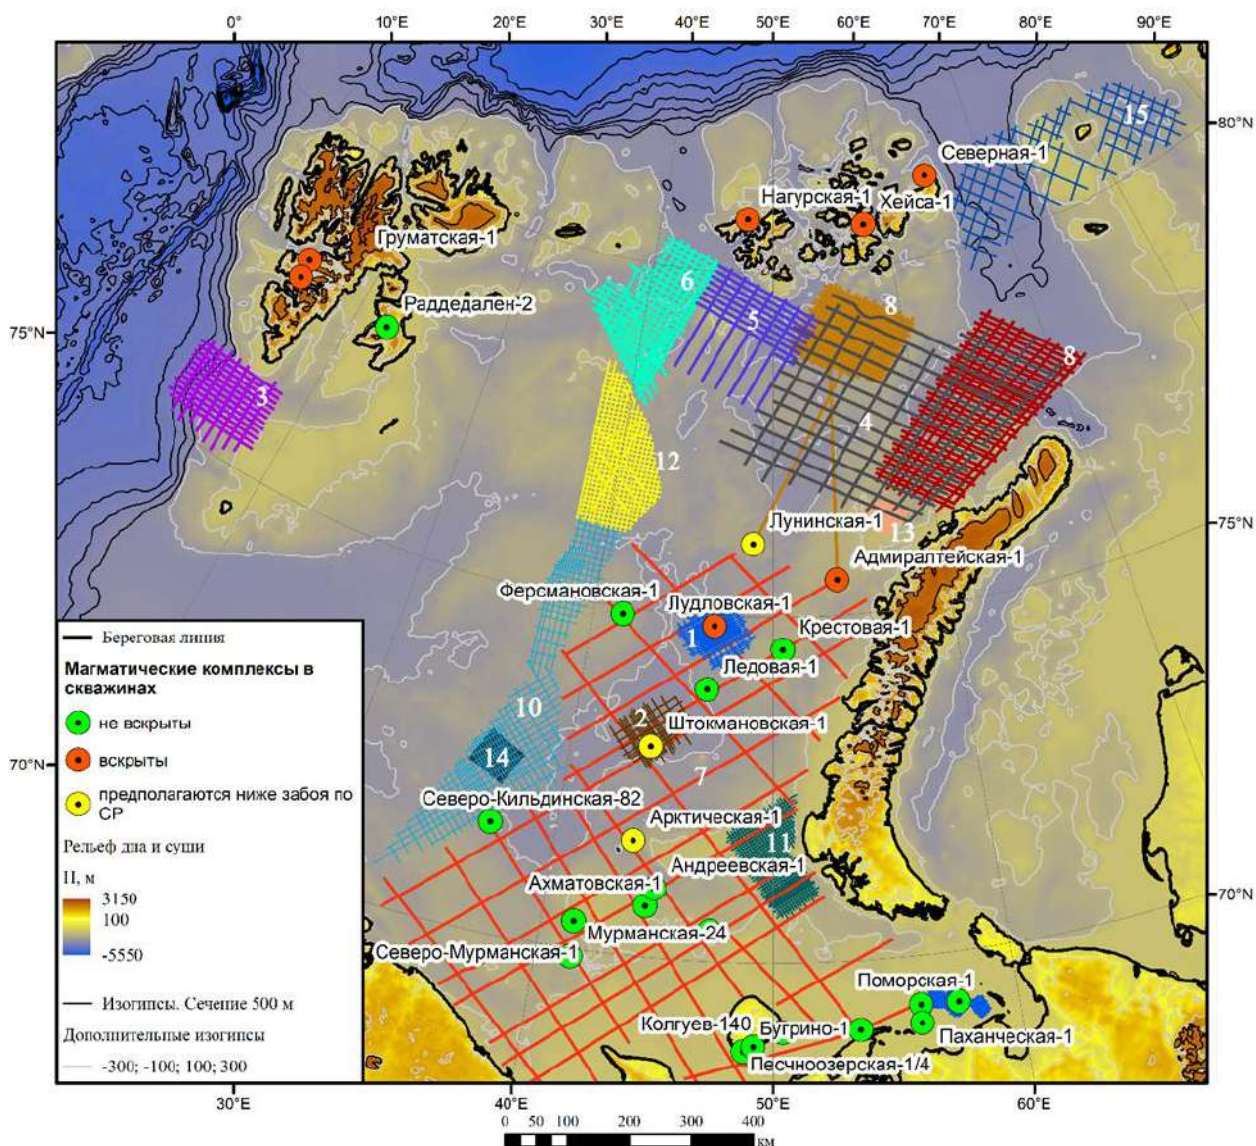 0° 10°E 20°E 30°E 40°E 50°E 60°E 70°E 80°E 90°E
80°N
15
Северная-1
Нагурская-1
Хейса-1
Груматская-1
6
Раддедален-2
5
8
75°N
8
3
4
12
75°N
Лунинская-1
13
Адмиралтейская-1
Ферсмановская-1
Лудловская-1
Крестовая-1
1
Ледовая-1
10
2
Штокмановская-1
14
7
70°N
Северо-Кильдинская-82
Арктическая-1
11
Андреевская-1
Ахматовская-1
70°N
Мурманская-24
Северо-Мурманская-1
Поморская-1
Колгуев-140
Бугрино-1
Паханческая-1
Песчноозерская-1/4
Береговая линия
Магматические комплексы в
скважинах
не вскрыты
вскрыты
предполагаются ниже забоя по
СР
Рельеф дна и суши
Н, м
3150
100
-5550
Изогипсы. Сечение 500 м
Дополнительные изогипсы
-300; -100; 100; 300
30°E 40°E 50°E 60°E
0 50 100 200 300 400
км